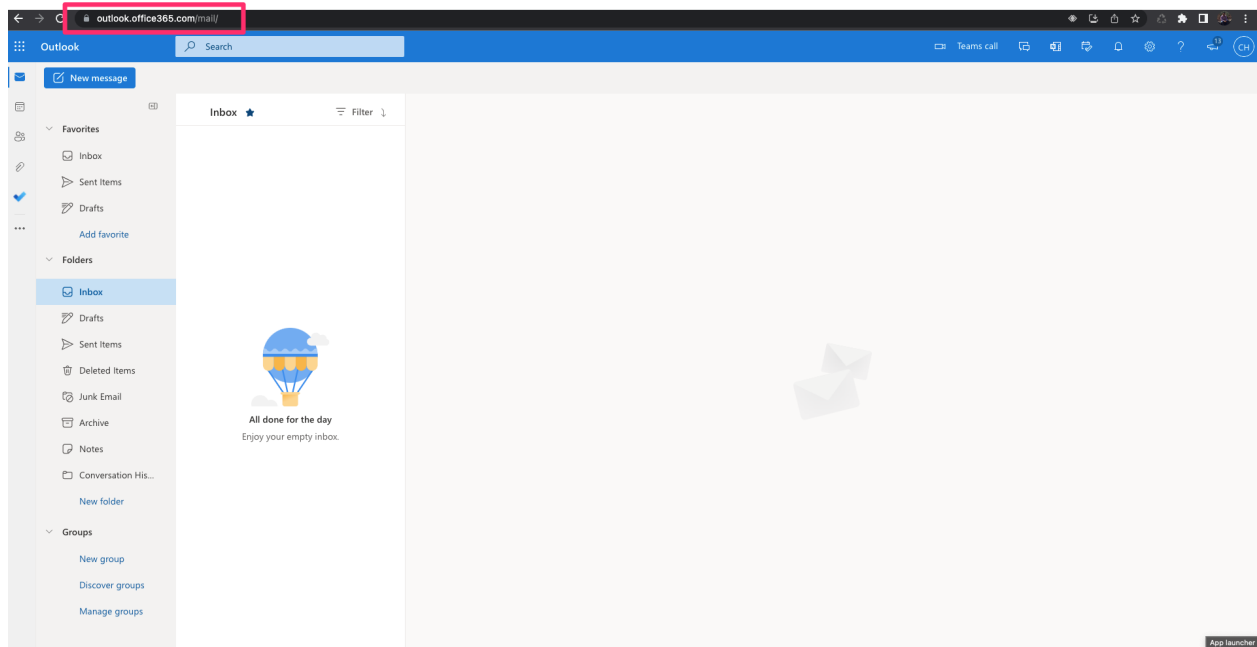 outlook.office365.com/mail/
Outlook
Search
Teams call
13
CH
New message
Favorites
Inbox
Sent Items
Drafts
Add favorite
Folders
Inbox
Drafts
Sent Items
Deleted Items
Junk Email
Archive
Notes
Conversation His...
New folder
Groups
New group
Discover groups
Manage groups
Inbox
Filter
All done for the day
Enjoy your empty inbox.
App launcher